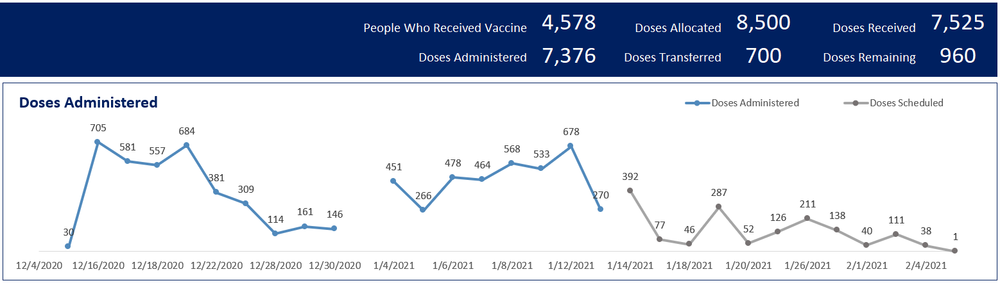 People Who Received Vaccine 4,578 Doses Allocated 8,500 Doses Received 7,525
Doses Administered 7,376 Doses Transferred 700 Doses Remaining 960
Doses Administered
Doses Administered Doses Scheduled
30 705 581 557 684 381 309 114 161 146 451 266 478 464 568 533 678 270 392 77 46 287 52 126 211 138 40 111 38 1
12/4/2020 12/16/2020 12/18/2020 12/22/2020 12/28/2020 12/30/2020 1/4/2021 1/6/2021 1/8/2021 1/12/2021 1/14/2021 1/18/2021 1/20/2021 1/26/2021 2/1/2021 2/4/2021